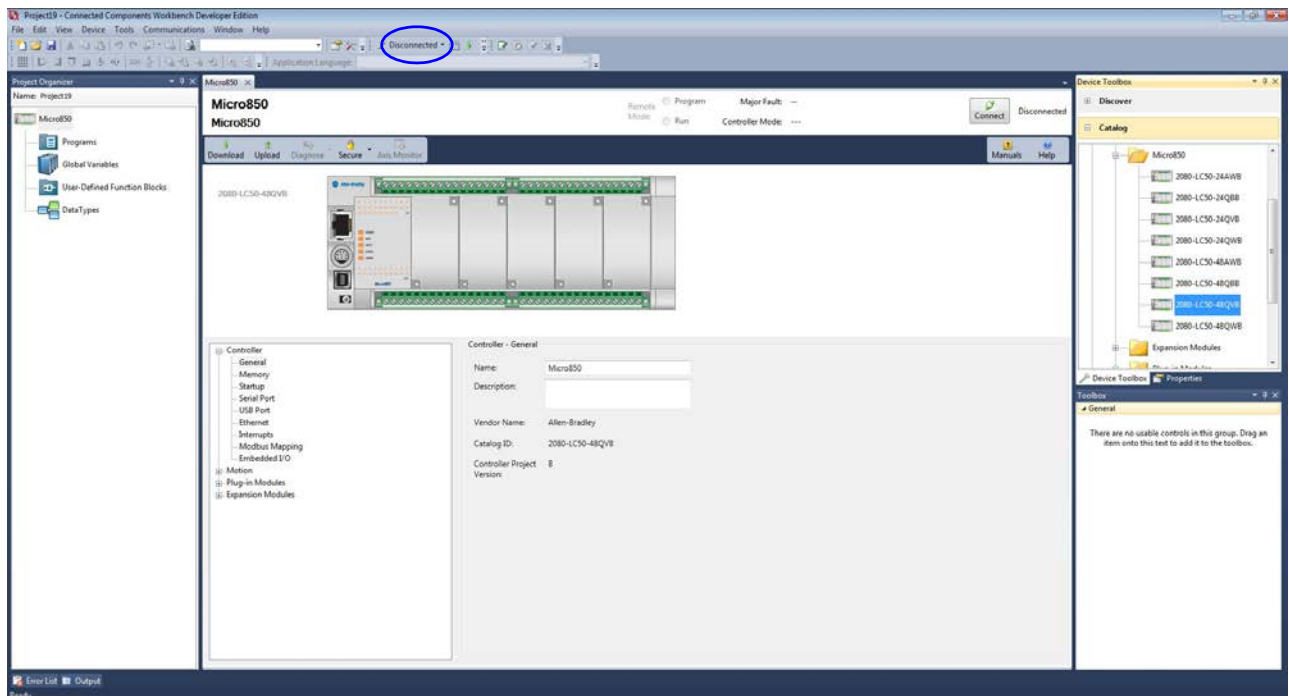 Project19 - Connected Components Workbench Developer Edition
File Edit View Device Tools Communications Window Help
Disconnected
Application Language:
Project Organizer
Name: Project19
Micro850
Programs
Global Variables
User-Defined Function Blocks
DataTypes
Micro850
Micro850
Micro850
Remote Mode
Program
Run
Major Fault: --
Controller Mode: ---
Connect
Disconnected
Download Upload Diagnose Secure Axis Monitor
Manuals Help
2080-LC50-48QVB
Controller
General
Memory
Startup
Serial Port
USB Port
Ethernet
Interrupts
Modbus Mapping
Embedded I/O
Motion
Plug-in Modules
Expansion Modules
Controller - General
Name: Micro850
Description:
Vendor Name: Allen-Bradley
Catalog ID: 2080-LC50-48QVB
Controller Project Version: 8
Device Toolbox
Discover
Catalog
Micro850
2080-LC50-24AWB
2080-LC50-24QBB
2080-LC50-24QVB
2080-LC50-24QWB
2080-LC50-48AWB
2080-LC50-48QBB
2080-LC50-48QVB
2080-LC50-48QWB
Expansion Modules
Plug-in Modules
Device Toolbox Properties
Toolbox
General
There are no usable controls in this group. Drag an
item onto this text to add it to the toolbox.
Error List Output
Ready